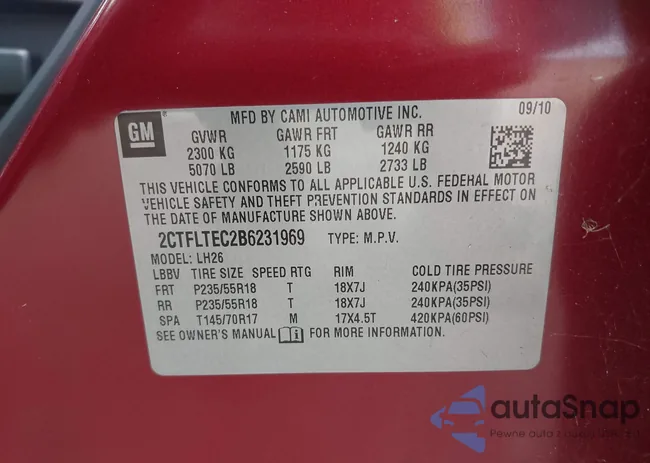 GM
MFD BY CAMI AUTOMOTIVE INC. 09/10
GVWR GAWR FRT GAWR RR
2300 KG 1175 KG 1240 KG
5070 LB 2590 LB 2733 LB
THIS VEHICLE CONFORMS TO ALL APPLICABLE U.S. FEDERAL MOTOR
VEHICLE SAFETY & THEFT PREVENTION STANDARDS IN EFFECT ON
THE DATE OF MANUFACTURE SHOWN ABOVE.
2CTFLTEC2B6231969 TYPE: M.P.V.
MODEL: LH26
LBBV TIRE SIZE SPEED RTG RIM COLD TIRE PRESSURE
FRT P235/55R18 T 18X7J 240KPA(35PSI)
RR P235/55R18 T 18X7J 240KPA(35PSI)
SPA T145/70R17 M 17X4.5T 420KPA(60PSI)
SEE OWNER'S MANUAL i FOR MORE INFORMATION.
autaSnap
Pewne auta z